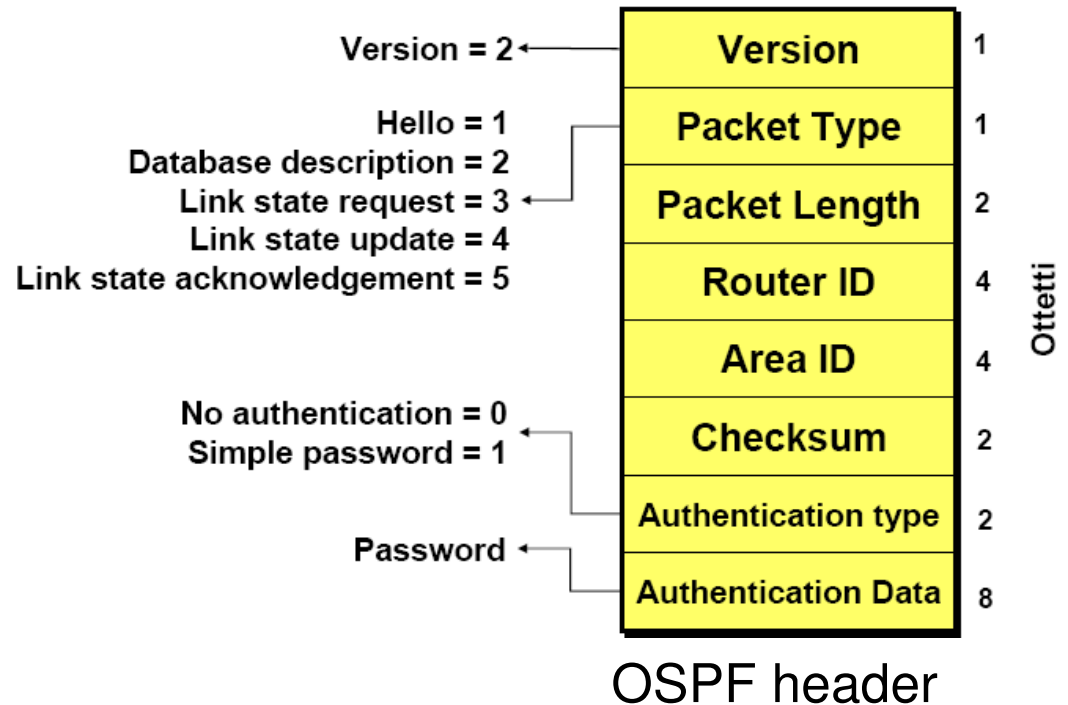 Version = 2
Version
1
Hello = 1
Database description = 2
Link state request = 3
Link state update = 4
Link state acknowledgement = 5
Packet Type
1
Packet Length
2
Router ID
4
Area ID
4
No authentication = 0
Simple password = 1
Checksum
2
Authentication type
2
Password
Authentication Data
8
Ottetti
OSPF header